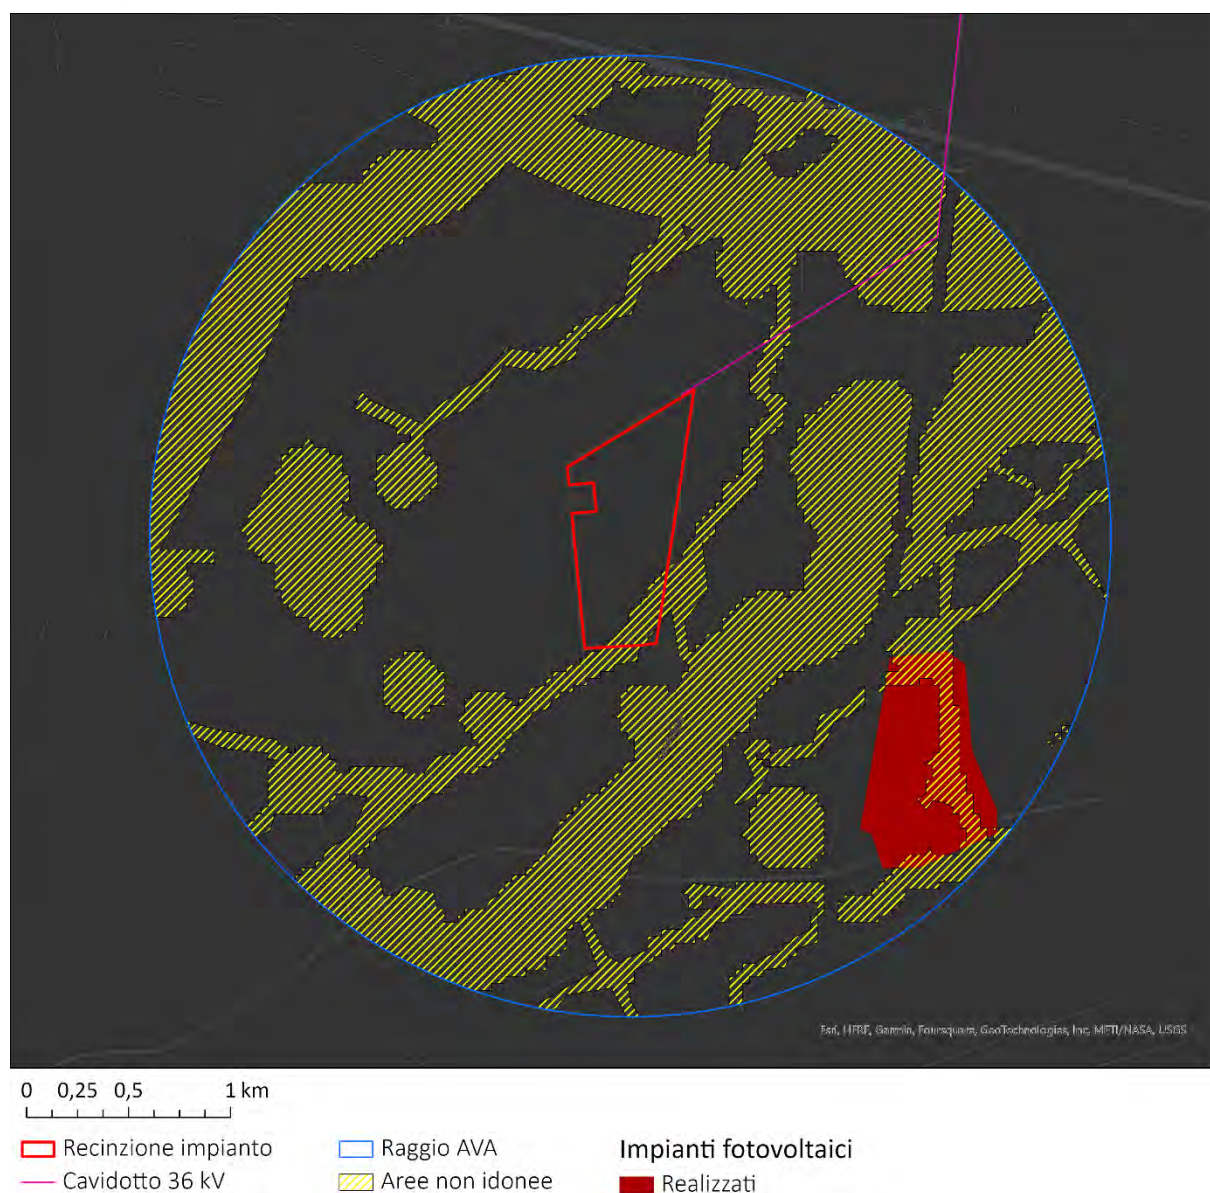 Esri, HERE, Garmin, Foursquare, GeoTechnologies, Inc, METI/NASA, USGS
0 0,25 0,5 1 km
Recinzione impianto
Raggio AVA
Impianti fotovoltaici
Cavidotto 36 kV
Aree non idonee
Realizzati